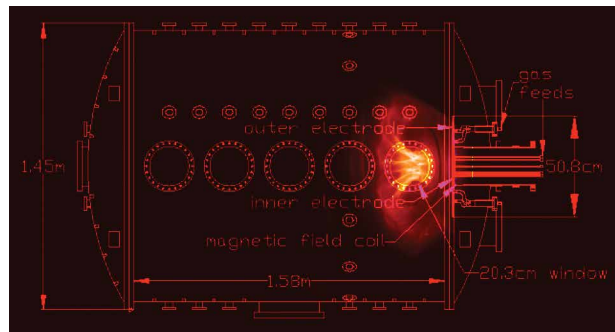 gas
feeds
outer electrode
1.45m
50.8cm
inner electrode
magnetic field coil
20.3cm window
1.58m